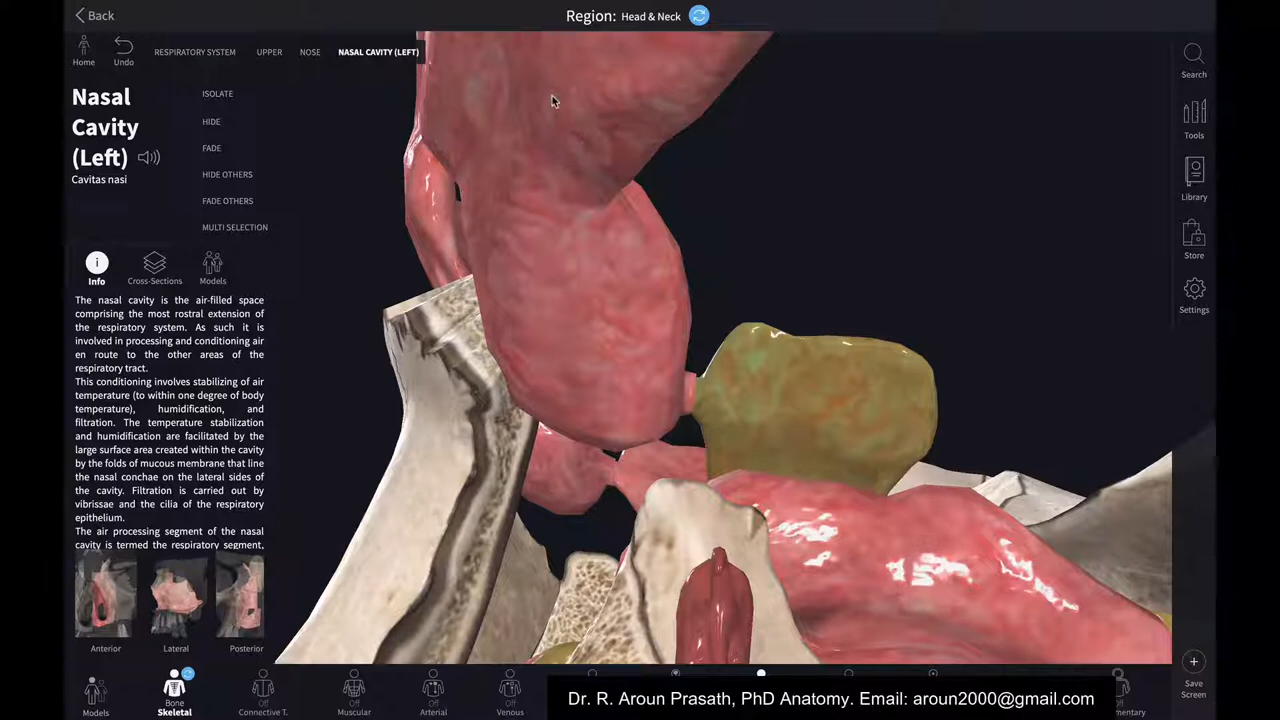 Back
Region: Head & Neck
Home
Undo
RESPIRATORY SYSTEM
UPPER
NOSE
NASAL CAVITY (LEFT)
Nasal
Cavity
(Left)
Cavitas nasi
ISOLATE
HIDE
FADE
HIDE OTHERS
FADE OTHERS
MULTI SELECTION
i
Info
Cross-Sections
Models
The nasal cavity is the air-filled space
comprising the most rostral extension of
the respiratory system. As such it is
involved in processing and conditioning air
en route to the other areas of the
respiratory tract.
This conditioning involves stabilizing of air
temperature (to within one degree of body
temperature), humidification, and
filtration. The temperature stabilization
and humidification are facilitated by the
large surface area created within the cavity
by the folds of mucous membrane that line
the nasal conchae on the lateral sides of
the cavity. Filtration is carried out by
vibrissae and the cilia of the respiratory
epithelium.
The air processing segment of the nasal
cavity is termed the respiratory segment,
Anterior
Lateral
Posterior
Search
Tools
Library
Store
Settings
Save
Screen
Models
Bone
Skeletal
Off
Connective T.
Off
Muscular
Off
Arterial
Off
Venous
Off
mentary
Dr. R. Aroun Prasath, PhD Anatomy. Email: aroun2000@gmail.com